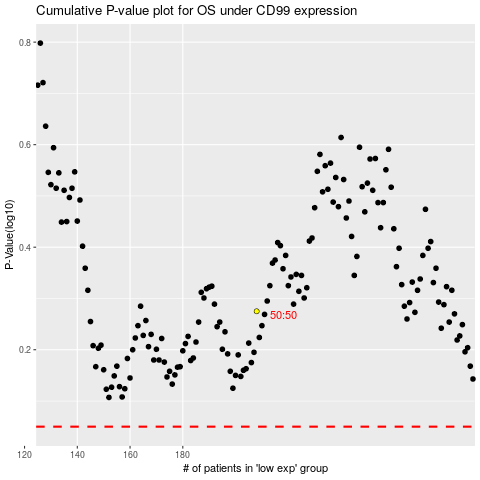 Cumulative P-value plot for OS under CD99 expression
P-Value(log10)
0.8
0.6
0.4
0.2
50:50
120 140 160 180
# of patients in 'low exp' group